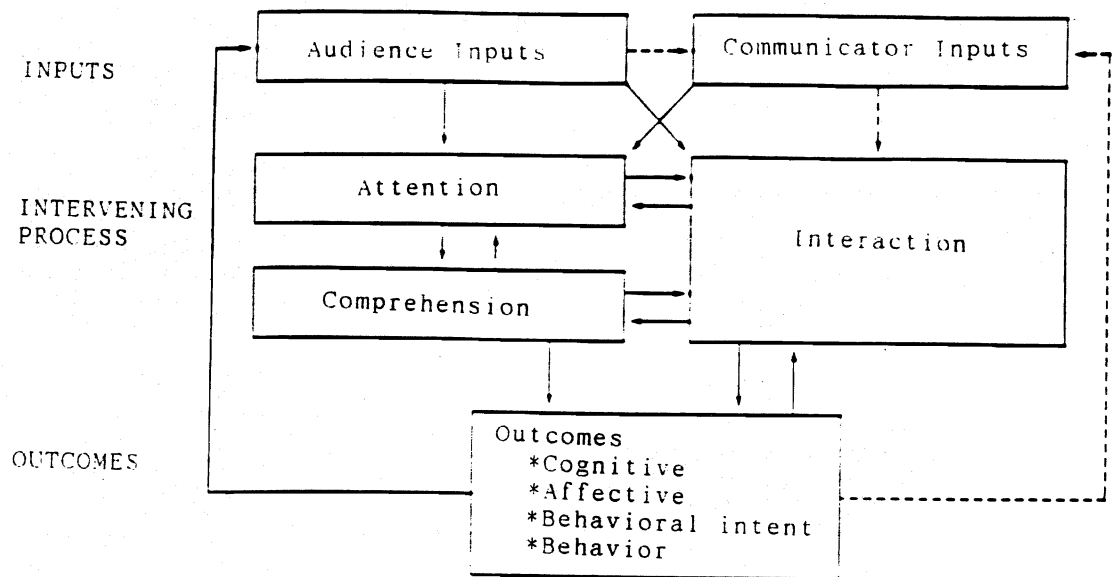 INPUTS
Audience Inputs
Communicator Inputs
INTERVENING
PROCESS
Attention
Interaction
Comprehension
OUTCOMES
Outcomes
*Cognitive
*Affective
*Behavioral intent
*Behavior